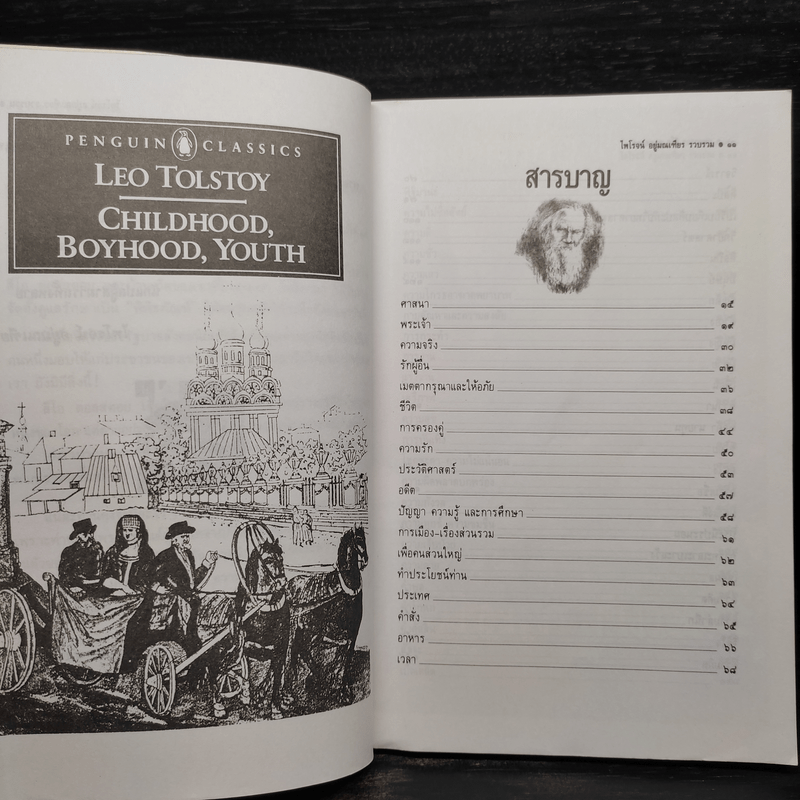 PENGUIN CLASSICS
LEO TOLSTOY
CHILDHOOD,
BOYHOOD, YOUTH
ไพโรจน์ อยู่มณเฑียร รวบรวม ๑๑
สารบาญ
ศาสนา ๑๕
พระเจ้า ๑๙
ความจริง ๓๐
รักผู้อื่น ๓๒
เมตตากรุณาและให้อภัย ๓๖
ชีวิต ๓๘
การครองคู่ ๔๔
ความรัก ๕๐
ประวัติศาสตร์ ๕๓
อดีต ๕๗
ปัญญา ความรู้ และการศึกษา ๕๘
การเมือง-เรื่องส่วนรวม ๖๑
เพื่อคนส่วนใหญ่ ๖๒
ทำประโยชน์ท่าน ๖๓
ประเทศ ๖๔
คำสั่ง ๖๕
อาหาร ๖๖
เวลา ๖๘